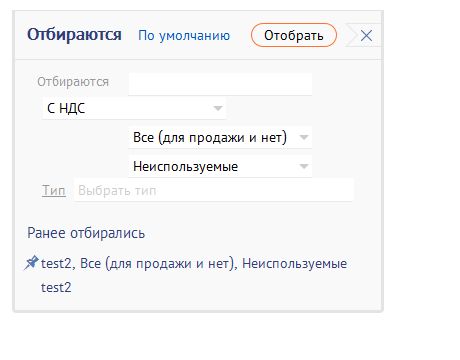 Отбираются По умолчанию Отобрать
Отбираются
С НДС
Все (для продажи и нет)
Неиспользуемые
Тип Выбрать тип
Ранее отбирались
test2, Все (для продажи и нет), Неиспользуемые
test2